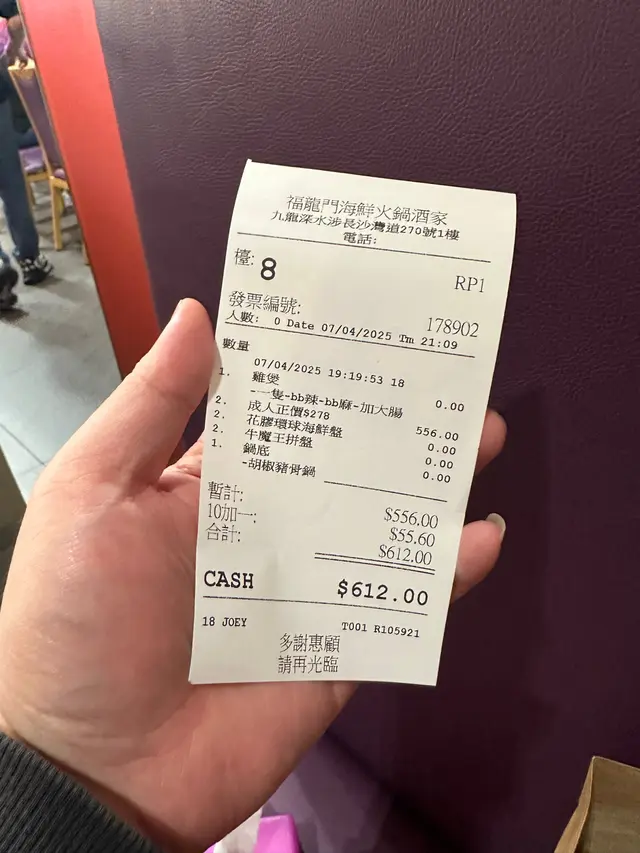 福龍門海鮮火鍋酒家
九龍深水涉長沙灣道270號1樓
電話:
檯: 8 RP1
發票編號: 178902
人數: 0 Date 07/04/2025 Tm 21:09
數量
07/04/2025 19:19:53 18
1. 雞煲 0.00
-一隻-bb辣-bb麻-加大腸
2. 成人正價$278 556.00
2. 花膠環球海鮮盤 0.00
2. 牛魔王拼盤 0.00
1. 鍋底 0.00
-胡椒豬骨鍋
暫計: $556.00
10加一: $55.60
合計: $612.00
CASH $612.00
18 JOEY T001 R105921
多謝惠顧
請再光臨